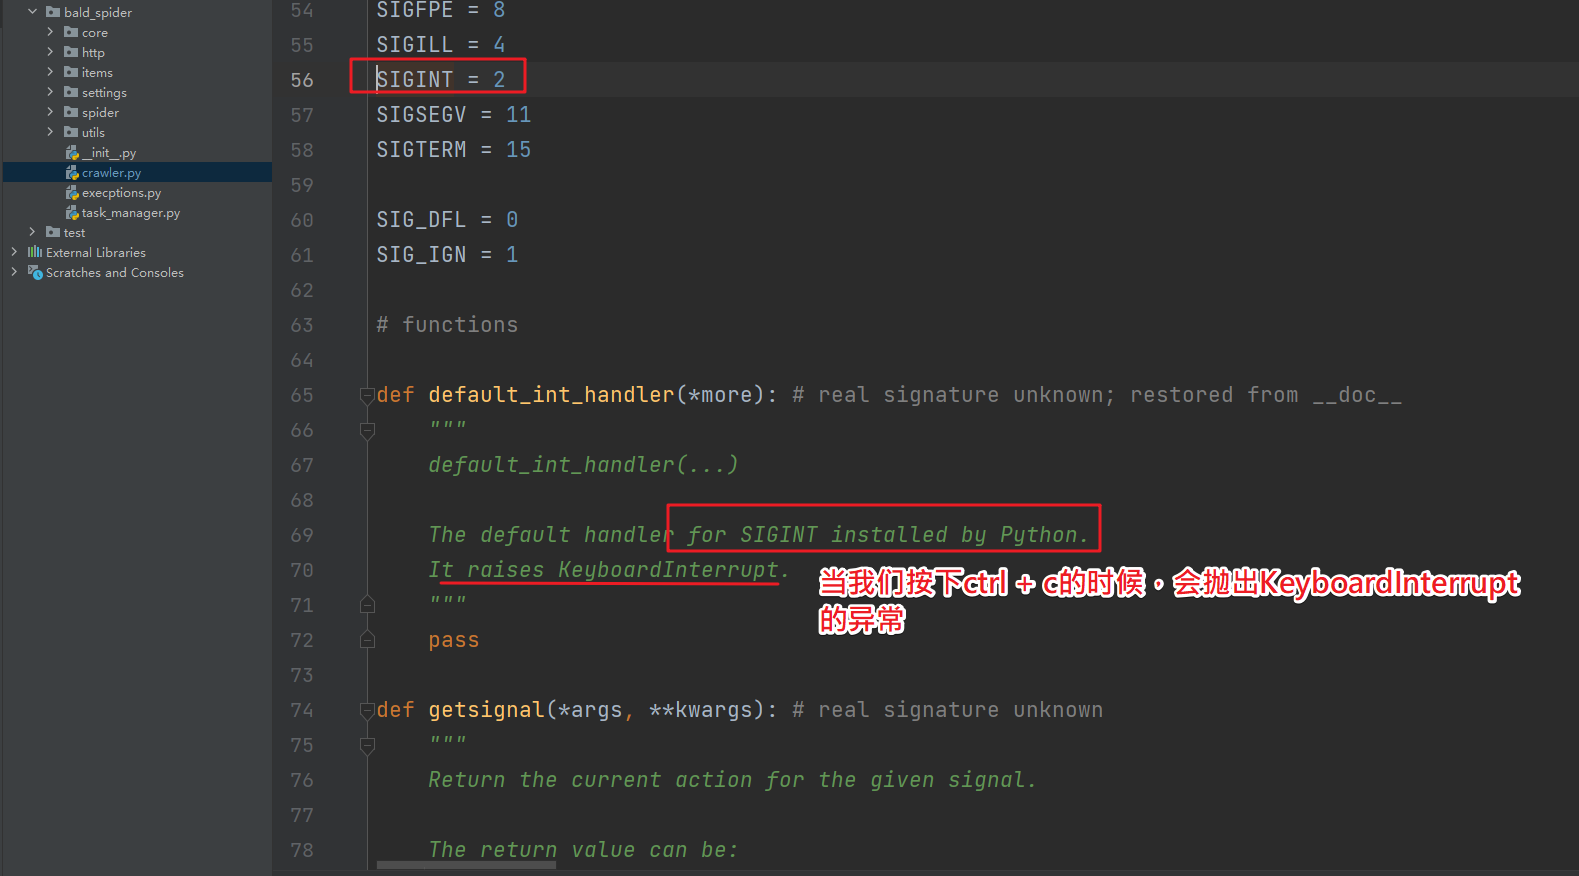 bald_spider
core
http
items
settings
spider
utils
__init__.py
crawler.py
execptions.py
task_manager.py
test
External Libraries
Scratches and Consoles
54 SIGFPE = 8
55 SIGILL = 4
56 SIGINT = 2
57 SIGSEGV = 11
58 SIGTERM = 15
59
60 SIG_DFL = 0
61 SIG_IGN = 1
62
63 # functions
64
65 def default_int_handler(*more): # real signature unknown; restored from __doc__
66 """
67 default_int_handler(...)
68
69 The default handler for SIGINT installed by Python.
70 It raises KeyboardInterrupt.
当我们按下ctrl + c的时候，会抛出KeyboardInterrupt
的异常
71 """
72 pass
73
74 def getsignal(*args, **kwargs): # real signature unknown
75 """
76 Return the current action for the given signal.
77
78 The return value can be: